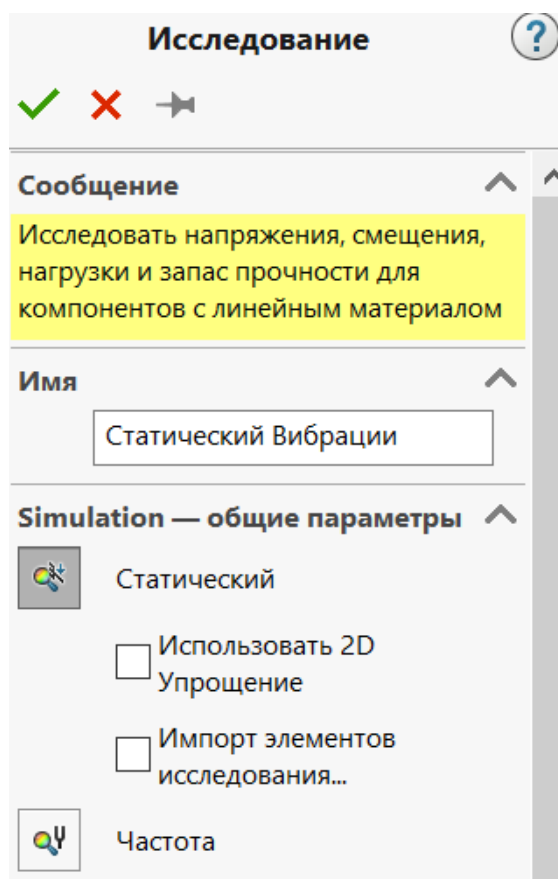 Исследование
?
Сообщение
Исследовать напряжения, смещения,
нагрузки и запас прочности для
компонентов с линейным материалом
Имя
Статический Вибрации
Simulation — общие параметры
Статический
Использовать 2D
Упрощение
Импорт элементов
исследования...
Частота